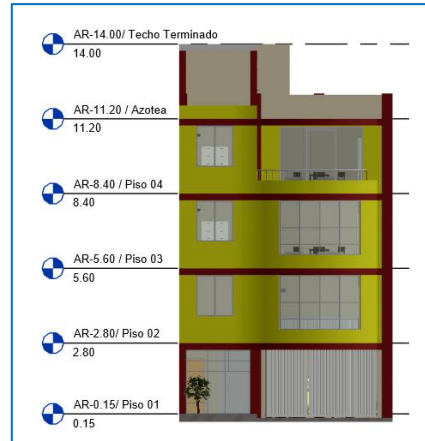 AR-14.00/ Techo Terminado
14.00
AR-11.20 / Azotea
11.20
AR-8.40 / Piso 04
8.40
AR-5.60 / Piso 03
5.60
AR-2.80/ Piso 02
2.80
AR-0.15/ Piso 01
0.15